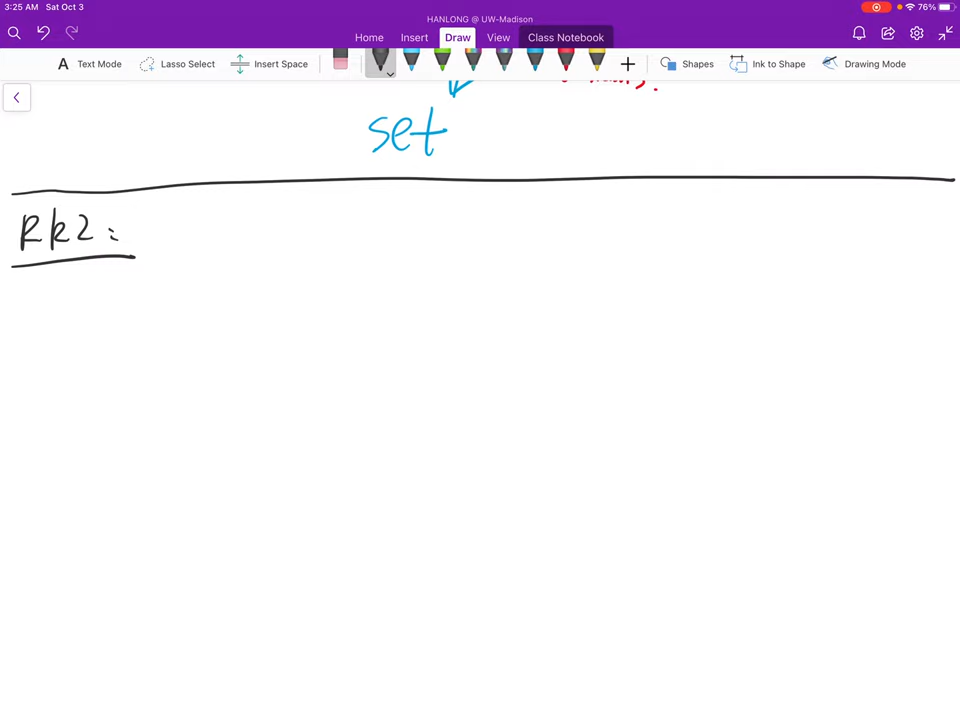 3:25 AM Sat Oct 3
76%
HANLONG @ UW-Madison
Home Insert Draw View Class Notebook
A Text Mode Lasso Select Insert Space Shapes Ink to Shape Drawing Mode
set
Rk2: